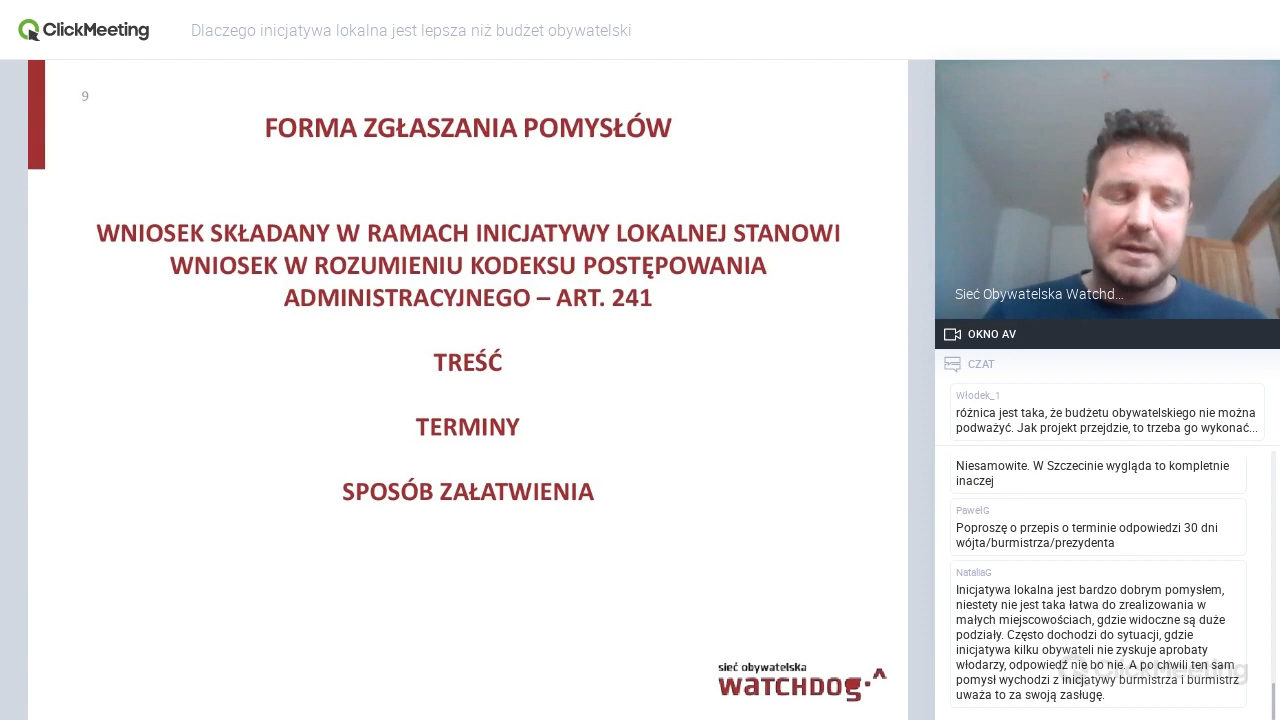 ClickMeeting
Dlaczego inicjatywa lokalna jest lepsza niż budżet obywatelski
9
FORMA ZGŁASZANIA POMYSŁÓW
WNIOSEK SKŁADANY W RAMACH INICJATYWY LOKALNEJ STANOWI
WNIOSEK W ROZUMIENIU KODEKSU POSTĘPOWANIA
ADMINISTRACYJNEGO – ART. 241
TREŚĆ
TERMINY
SPOSÓB ZAŁATWIENIA
sieć obywatelska
WATCHDOG
Sieć Obywatelska Watchd...
OKNO AV
CZAT
Włodek_1
różnica jest taka, że budżetu obywatelskiego nie można
podważyć. Jak projekt przejdzie, to trzeba go wykonać...
Niesamowite. W Szczecinie wygląda to kompletnie
inaczej
PawełG
Poproszę o przepis o terminie odpowiedzi 30 dni
wójta/burmistrza/prezydenta
NataliaG
Inicjatywa lokalna jest bardzo dobrym pomysłem,
niestety nie jest taka łatwa do zrealizowania w
małych miejscowościach, gdzie widoczne są duże
podziały. Często dochodzi do sytuacji, gdzie
inicjatywa kilku obywateli nie zyskuje aprobaty
włodarzy, odpowiedź nie bo nie. A po chwili ten sam
pomysł wychodzi z inicjatywy burmistrza i burmistrz
uważa to za swoją zasługę.
ClickMeeting